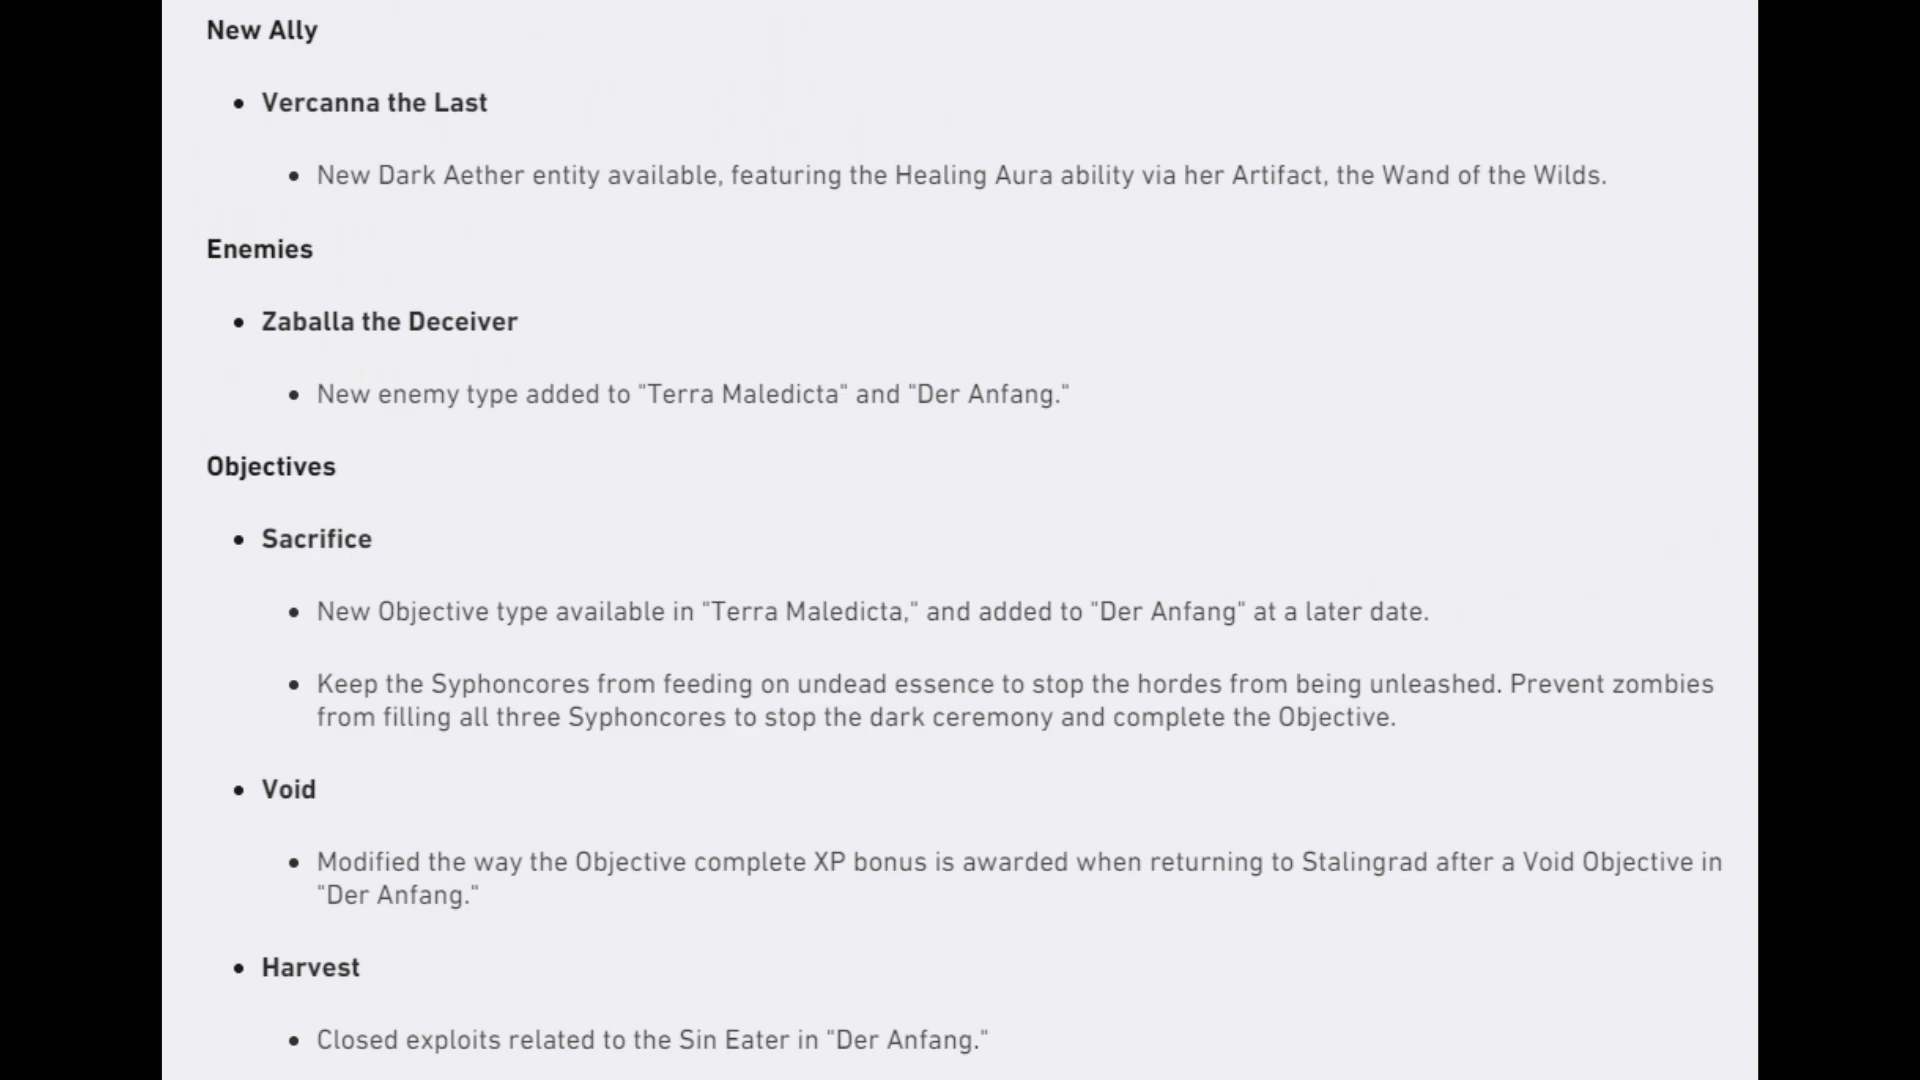 New Ally
Vercanna the Last
New Dark Aether entity available, featuring the Healing Aura ability via her Artifact, the Wand of the Wilds.
Enemies
Zaballa the Deceiver
New enemy type added to "Terra Maledicta" and "Der Anfang."
Objectives
Sacrifice
New Objective type available in "Terra Maledicta," and added to "Der Anfang" at a later date.
Keep the Syphoncores from feeding on undead essence to stop the hordes from being unleashed. Prevent zombies
from filling all three Syphoncores to stop the dark ceremony and complete the Objective.
Void
Modified the way the Objective complete XP bonus is awarded when returning to Stalingrad after a Void Objective in
"Der Anfang."
Harvest
Closed exploits related to the Sin Eater in "Der Anfang."